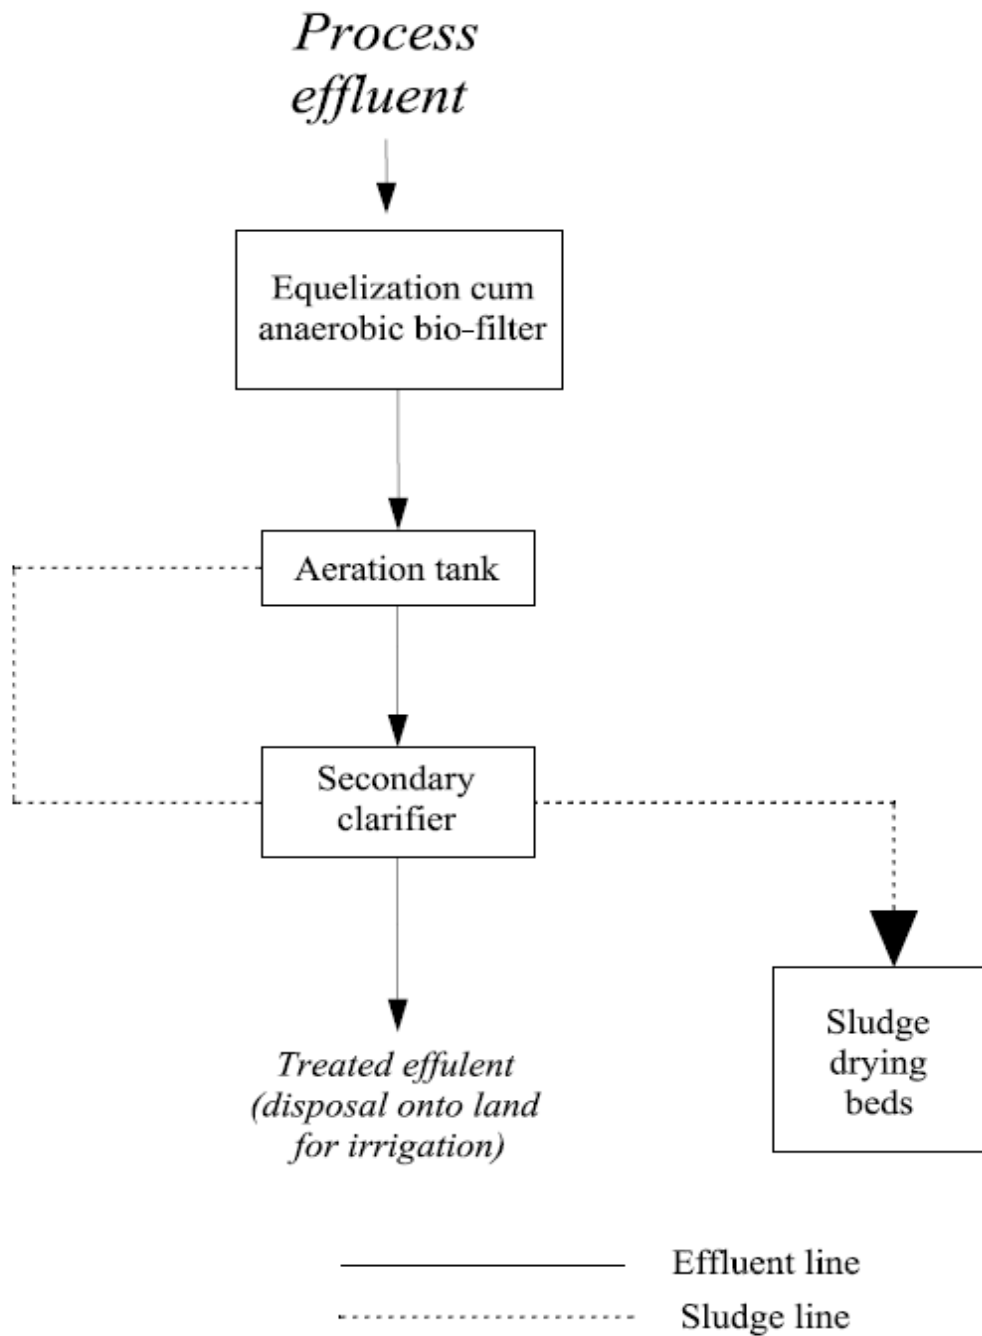 Process
effluent
Equelization cum
anaerobic bio-filter
Aeration tank
Secondary
clarifier
Sludge
drying
beds
Treated effulent
(disposal onto land
for irrigation)
Effluent line
Sludge line